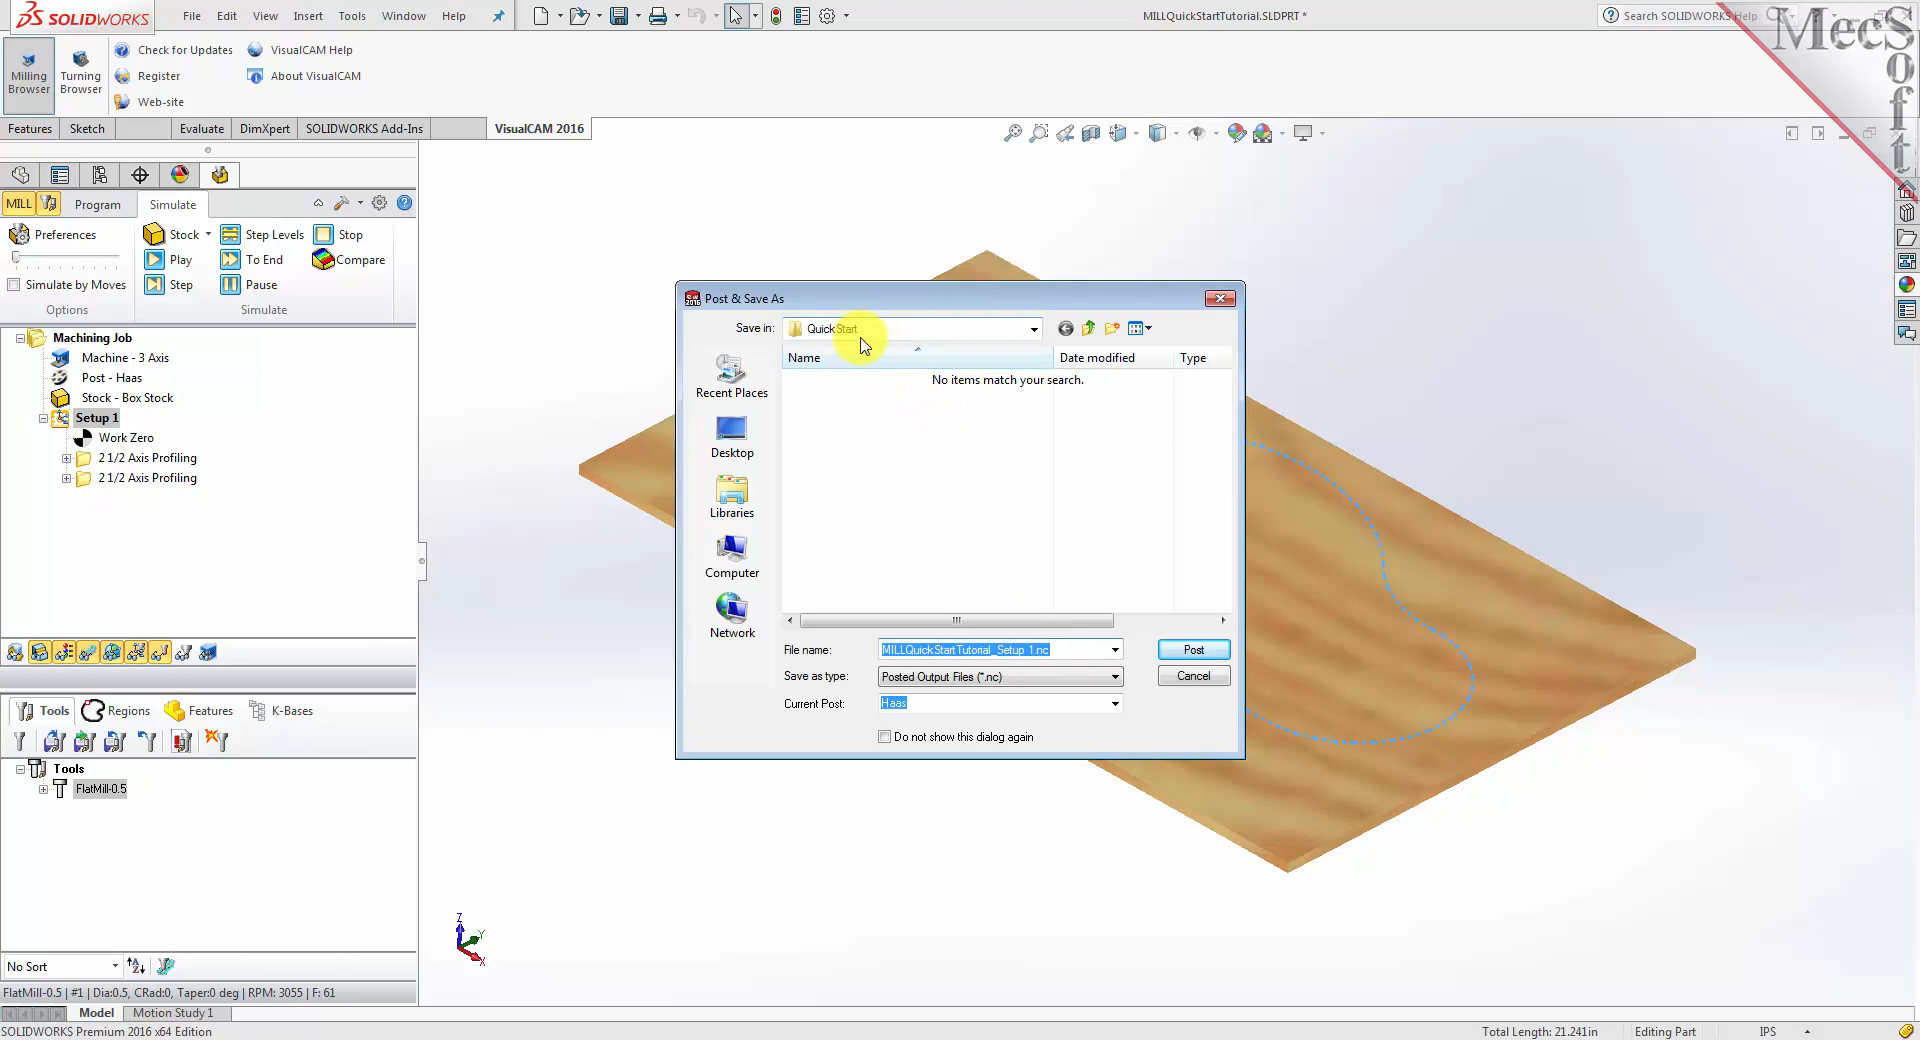 SOLIDWORKS File Edit View Insert Tools Window Help MILLQuickStartTutorial.SLDPRT * Search SOLIDWORKS Help
MecSoft
Milling Browser
Turning Browser
Check for Updates VisualCAM Help
Register About VisualCAM
Web-site
Features Sketch Evaluate DimXpert SOLIDWORKS Add-Ins VisualCAM 2016
MILL Program Simulate
Preferences Stock Step Levels Stop
Play To End Compare
Simulate by Moves Step Pause
Options Simulate
Machining Job
Machine - 3 Axis
Post - Haas
Stock - Box Stock
Setup 1
Work Zero
2 1/2 Axis Profiling
2 1/2 Axis Profiling
Post & Save As
Save in: QuickStart
Name Date modified Type
No items match your search.
Recent Places
Desktop
Libraries
Computer
Network
File name: MILLQuickStartTutorial_Setup 1.nc Post
Save as type: Posted Output Files (*.nc) Cancel
Current Post: Haas
Do not show this dialog again
Tools Regions Features K-Bases
Tools
FlatMill-0.5
Z
Y
X
No Sort
FlatMill-0.5 | #1 | Dia:0.5, CRad:0, Taper:0 deg | RPM: 3055 | F: 61
Model Motion Study 1
SOLIDWORKS Premium 2016 x64 Edition Total Length: 21.241in Editing Part IPS